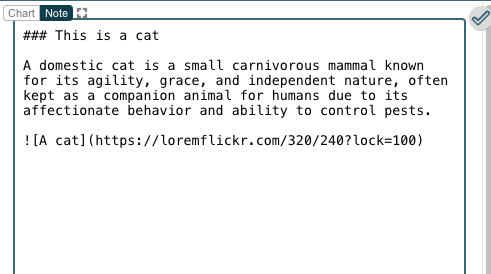 Chart Note
### This is a cat
A domestic cat is a small carnivorous mammal known
for its agility, grace, and independent nature, often
kept as a companion animal for humans due to its
affectionate behavior and ability to control pests.
![A cat](https://loremflickr.com/320/240?lock=100)